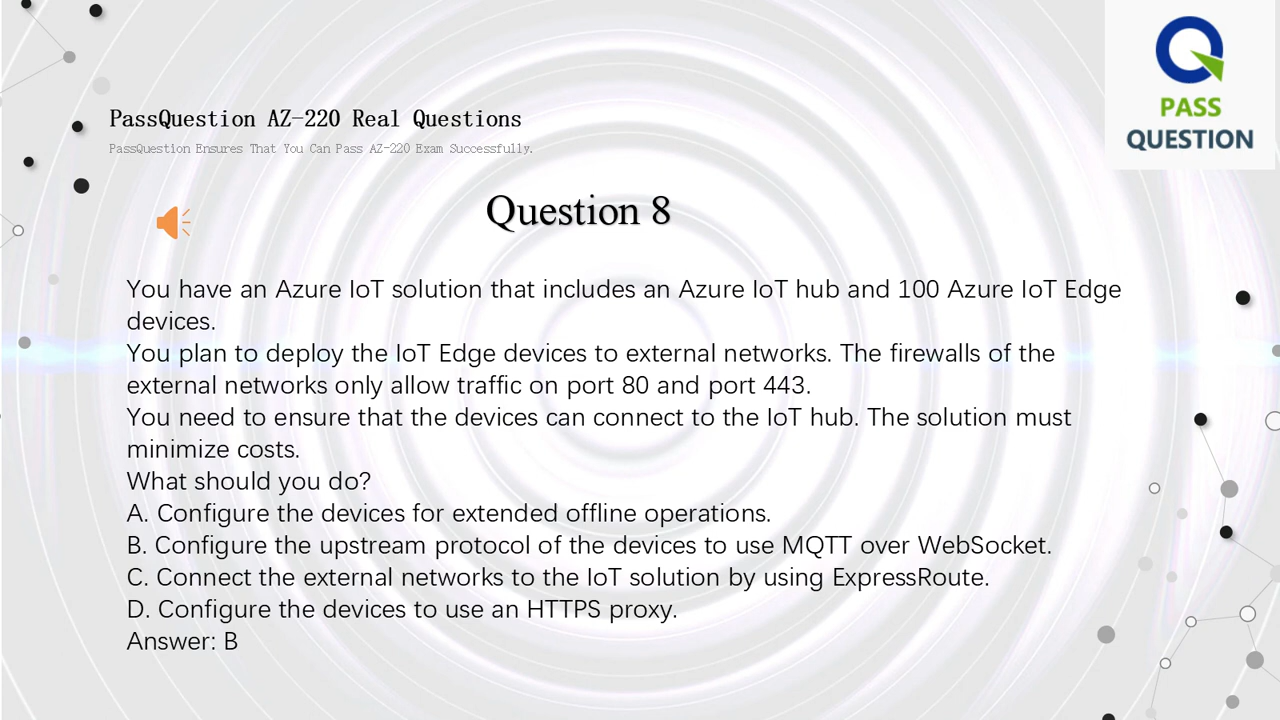 PASS
QUESTION
PassQuestion AZ-220 Real Questions
PassQuestion Ensures That You Can Pass AZ-220 Exam Successfully.
Question 8
You have an Azure IoT solution that includes an Azure IoT hub and 100 Azure IoT Edge
devices.
You plan to deploy the IoT Edge devices to external networks. The firewalls of the
external networks only allow traffic on port 80 and port 443.
You need to ensure that the devices can connect to the IoT hub. The solution must
minimize costs.
What should you do?
A. Configure the devices for extended offline operations.
B. Configure the upstream protocol of the devices to use MQTT over WebSocket.
C. Connect the external networks to the IoT solution by using ExpressRoute.
D. Configure the devices to use an HTTPS proxy.
Answer: B